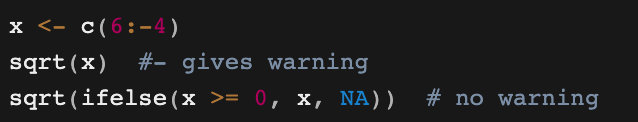 x <- c(6:-4)
sqrt(x)  #- gives warning
sqrt(ifelse(x >= 0, x, NA))  # no warning